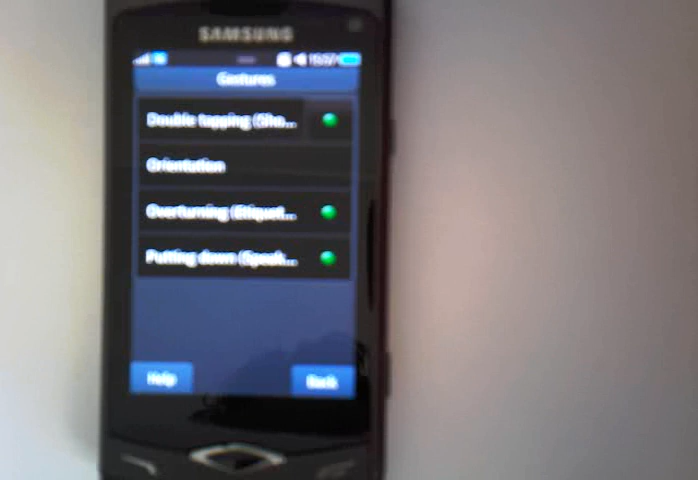 SAMSUNG
Gestures
Double tapping (Sho...
Orientation
Overturning (Etiquet...
Putting down (Speak...
Help
Back